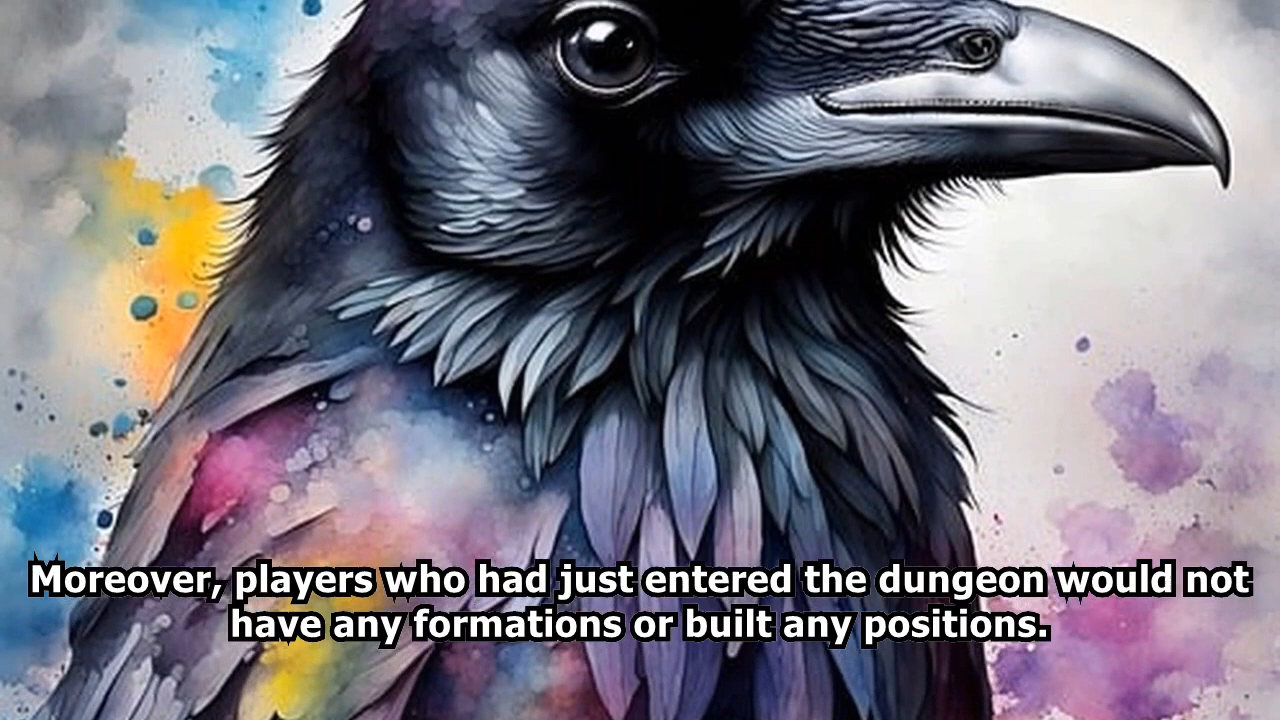 Moreover, players who had just entered the dungeon would not
have any formations or built any positions.